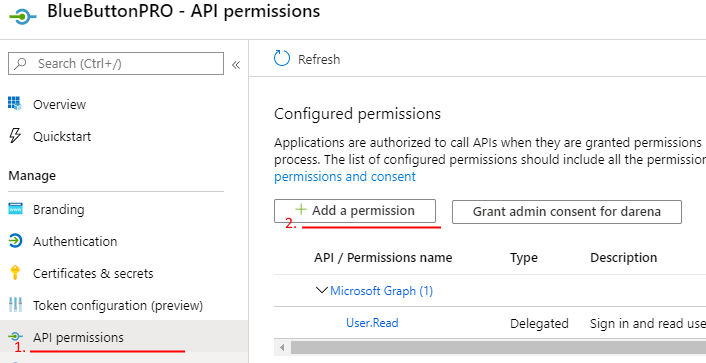 BlueButtonPRO - API permissions
Search (Ctrl+/)
«
Overview
Quickstart
Manage
Branding
Authentication
Certificates & secrets
Token configuration (preview)
API permissions
1.
Refresh
Configured permissions
Applications are authorized to call APIs when they are granted permissions
process. The list of configured permissions should include all the permission
permissions and consent
+ Add a permission
2.
Grant admin consent for darena
API / Permissions name Type Description
Microsoft Graph (1)
User.Read Delegated Sign in and read use